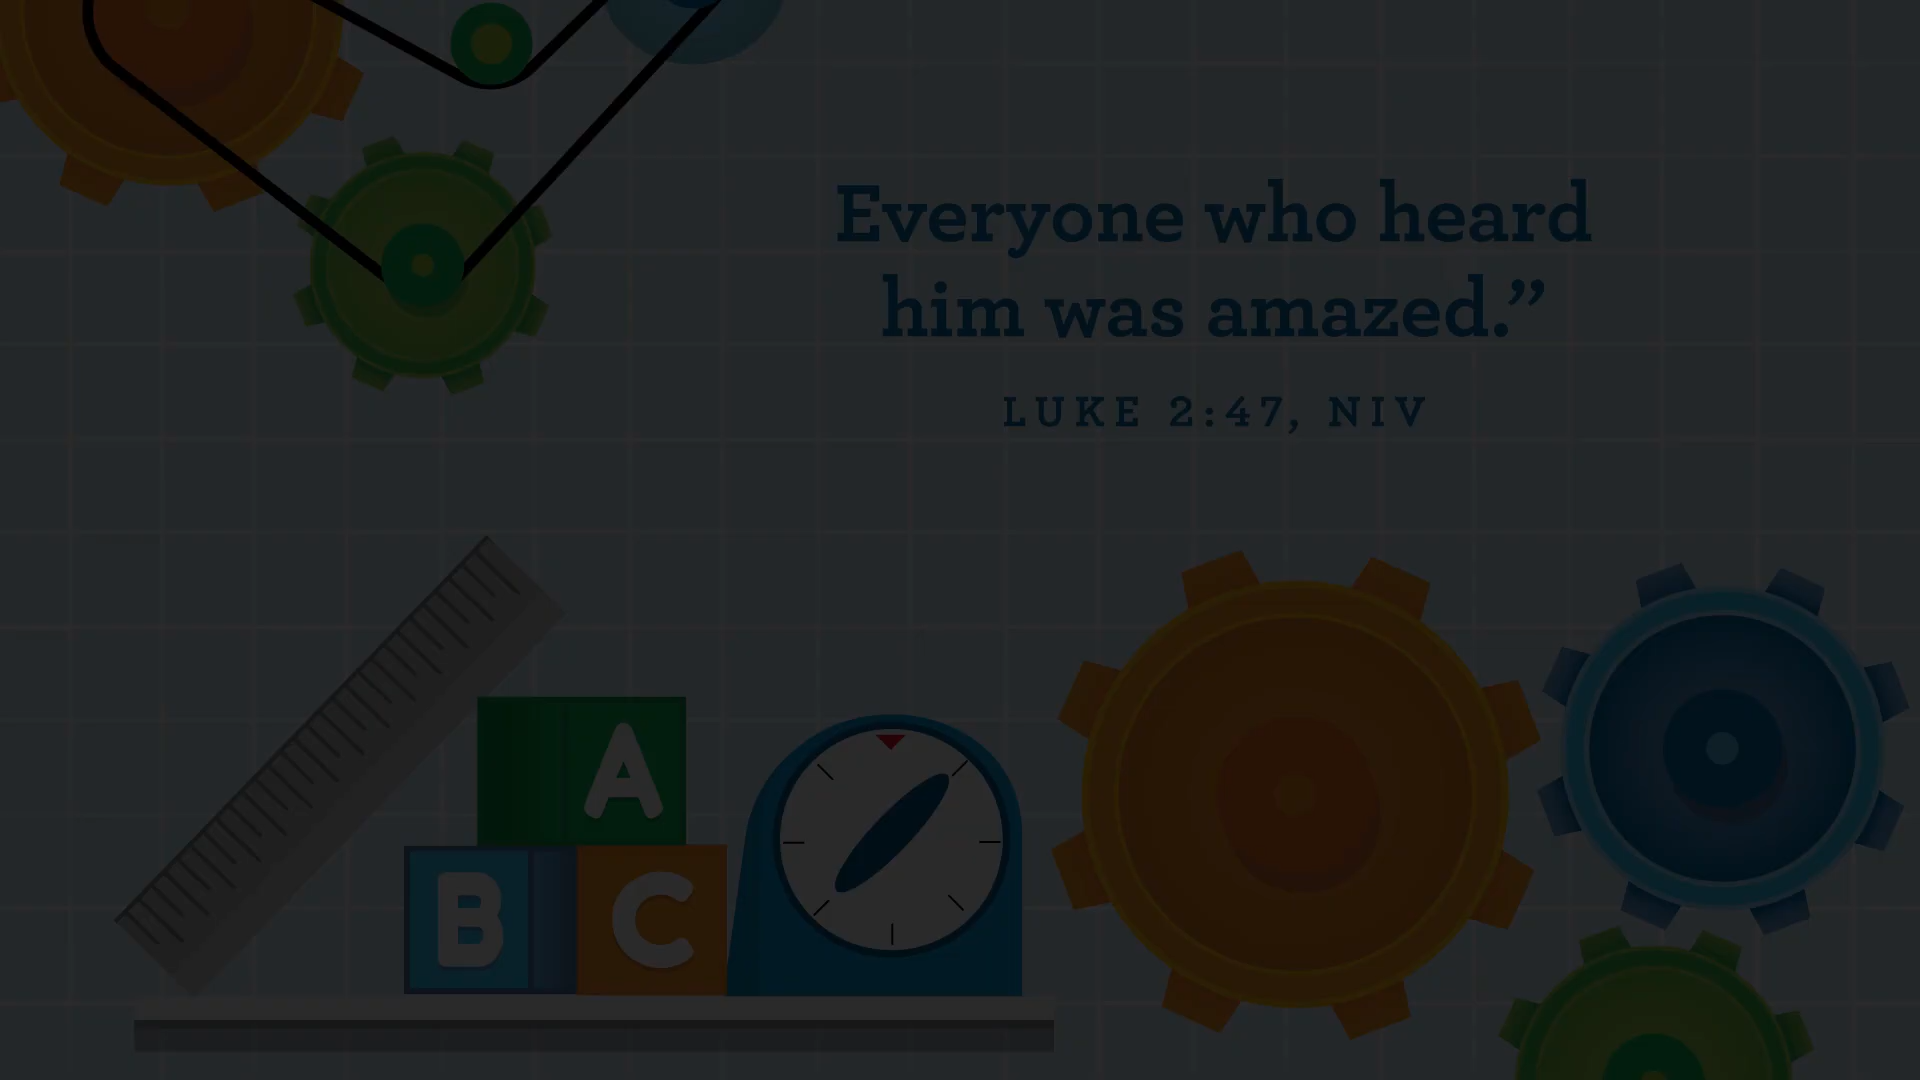 Everyone who heard
him was amazed.”
LUKE 2:47, NIV
A
B C